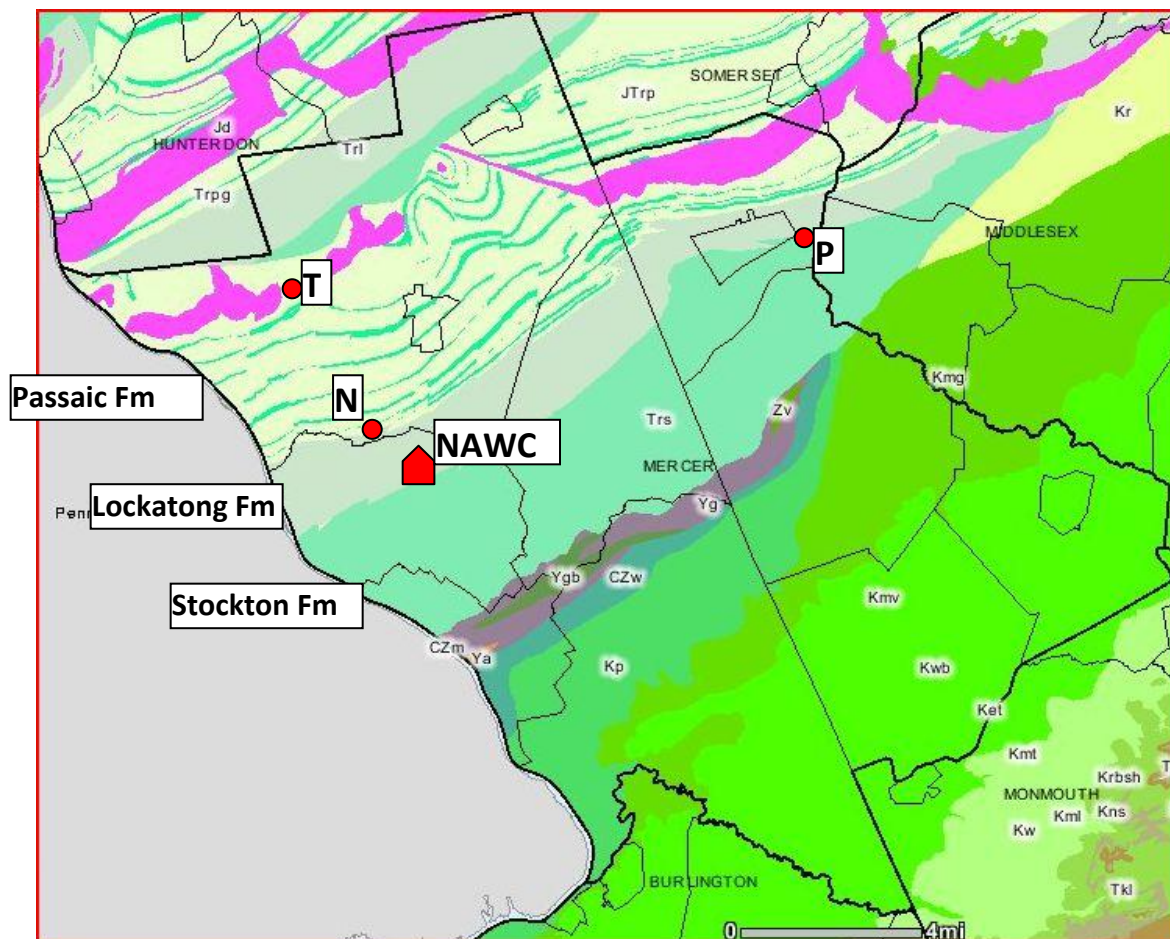 SOMERSET
JTrp
Kr
Jd
HUNTERDON
Trl
Trpg
MIDDLESEX
P
T
Kmg
Passaic Fm
N
Zv
Trs
NAWC
MERCER
Lockatong Fm
Yg
Ygb
CZw
Kmv
Stockton Fm
CZm
Ya
Kp
Kwb
Ket
Kmt
Krbsh
MONMOUTH
Kml
Kns
Kw
BURLINGTON
Tkl
0
4mi